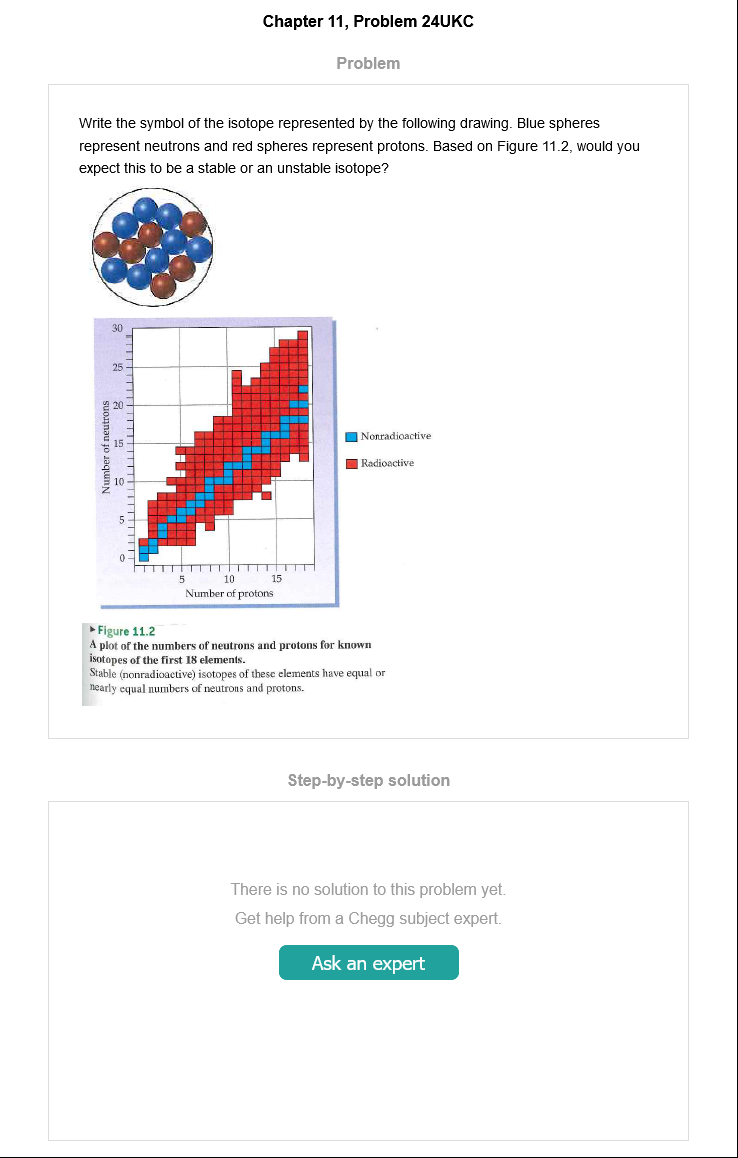 Chapter 11, Problem 24UKC
Problem
Write the symbol of the isotope represented by the following drawing. Blue spheres
represent neutrons and red spheres represent protons. Based on Figure 11.2, would you
expect this to be a stable or an unstable isotope?
30
25
20
15
10
5
0
Number of neutrons
5 10 15
Number of protons
Nonradioactive
Radioactive
▸ Figure 11.2
A plot of the numbers of neutrons and protons for known
isotopes of the first 18 elements.
Stable (nonradioactive) isotopes of these elements have equal or
nearly equal numbers of neutrons and protons.
Step-by-step solution
There is no solution to this problem yet.
Get help from a Chegg subject expert.
Ask an expert